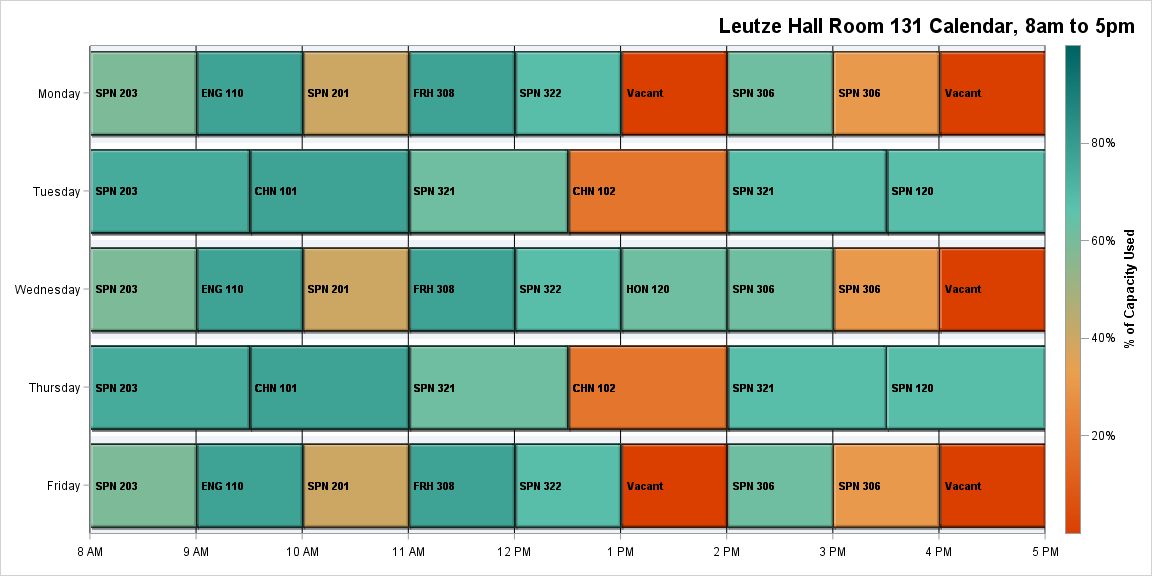 Leutze Hall Room 131 Calendar, 8am to 5pm
Monday
SPN 203
ENG 110
SPN 201
FRH 308
SPN 322
Vacant
SPN 306
SPN 306
Vacant
Tuesday
SPN 203
CHN 101
SPN 321
CHN 102
SPN 321
SPN 120
Wednesday
SPN 203
ENG 110
SPN 201
FRH 308
SPN 322
HON 120
SPN 306
SPN 306
Vacant
Thursday
SPN 203
CHN 101
SPN 321
CHN 102
SPN 321
SPN 120
Friday
SPN 203
ENG 110
SPN 201
FRH 308
SPN 322
Vacant
SPN 306
SPN 306
Vacant
8 AM
9 AM
10 AM
11 AM
12 PM
1 PM
2 PM
3 PM
4 PM
5 PM
80%
60%
40%
20%
% of Capacity Used